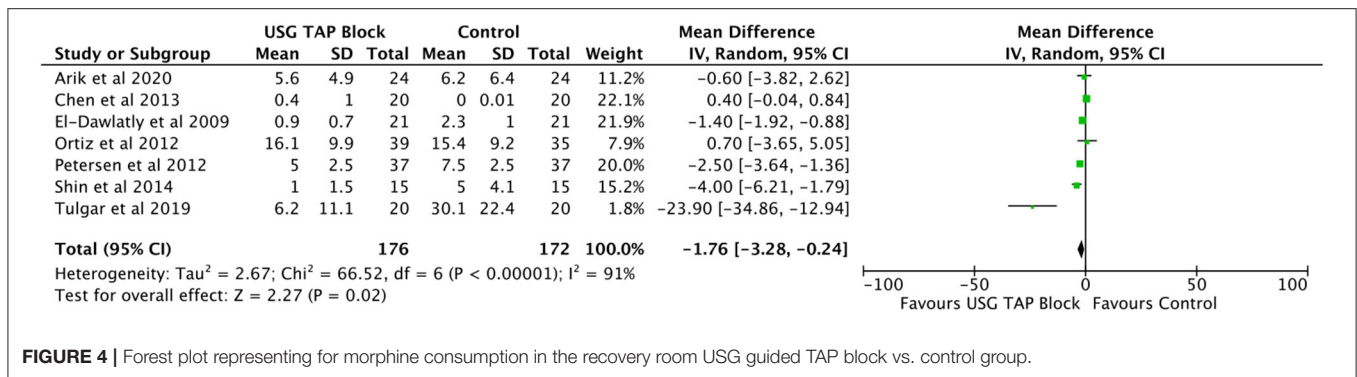 USG TAP Block Control Mean Difference Mean Difference
Study or Subgroup Mean SD Total Mean SD Total Weight IV, Random, 95% CI IV, Random, 95% CI
Arik et al 2020 5.6 4.9 24 6.2 6.4 24 11.2% −0.60 [−3.82, 2.62]
Chen et al 2013 0.4 1 20 0 0.01 20 22.1% 0.40 [−0.04, 0.84]
El-Dawlatly et al 2009 0.9 0.7 21 2.3 1 21 21.9% −1.40 [−1.92, −0.88]
Ortiz et al 2012 16.1 9.9 39 15.4 9.2 35 7.9% 0.70 [−3.65, 5.05]
Petersen et al 2012 5 2.5 37 7.5 2.5 37 20.0% −2.50 [−3.64, −1.36]
Shin et al 2014 1 1.5 15 5 4.1 15 15.2% −4.00 [−6.21, −1.79]
Tulgar et al 2019 6.2 11.1 20 30.1 22.4 20 1.8% −23.90 [−34.86, −12.94]
Total (95% CI) 176 172 100.0% −1.76 [−3.28, −0.24]
Heterogeneity: Tau² = 2.67; Chi² = 66.52, df = 6 (P < 0.00001); I² = 91%
Test for overall effect: Z = 2.27 (P = 0.02)
−100 −50 0 50 100
Favours USG TAP Block Favours Control
FIGURE 4 | Forest plot representing for morphine consumption in the recovery room USG guided TAP block vs. control group.